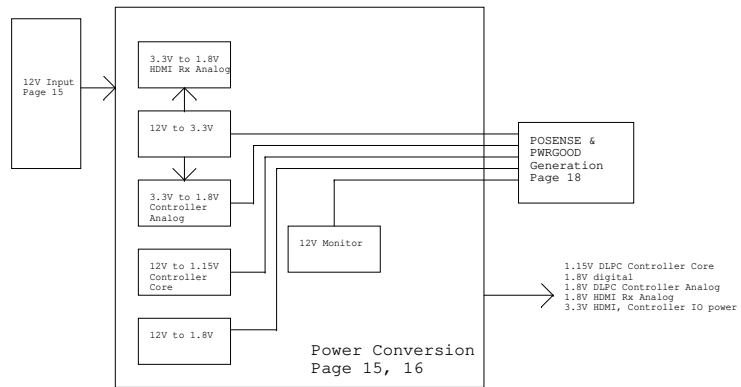 12V Input
Page 15
3.3V to 1.8V
HDMI Rx Analog
12V to 3.3V
3.3V to 1.8V
Controller
Analog
12V to 1.15V
Controller
Core
12V to 1.8V
12V Monitor
Power Conversion
Page 15, 16
POSENSE &
PWRGOOD
Generation
Page 18
1.15V DLPC Controller Core
1.8V digital
1.8V DLPC Controller Analog
1.8V HDMI Rx Analog
3.3V HDMI, Controller IO power